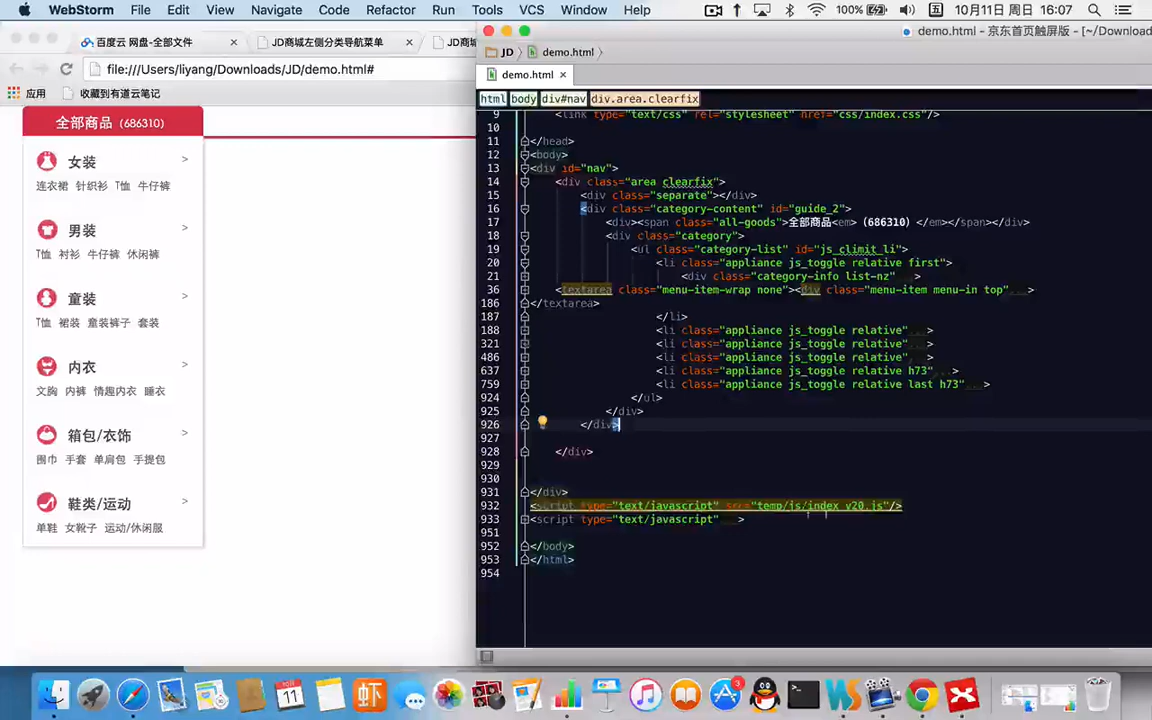 WebStorm File Edit View Navigate Code Refactor Run Tools VCS Window Help 100% 五 10月11日 周日 16:07
百度云 网盘-全部文件 × JD商城左侧分类导航菜单 × JD商城
file:///Users/liyang/Downloads/JD/demo.html#
应用 收藏到有道云笔记
全部商品 (686310)
女装 >
连衣裙 针织衫 T恤 牛仔裤
男装 >
T恤 衬衫 牛仔裤 休闲裤
童装 >
T恤 裙装 童装裤子 套装
内衣 >
文胸 内裤 情趣内衣 睡衣
箱包/衣饰 >
围巾 手套 单肩包 手提包
鞋类/运动 >
单鞋 女靴子 运动/休闲服
demo.html - 京东首页触屏版 - [~/Download
JD demo.html
demo.html ×
html body div#nav div.area.clearfix
9 <link type="text/css" rel="stylesheet" href="css/index.css"/>
10
11 </head>
12 <body>
13 <div id="nav">
14 <div class="area clearfix">
15 <div class="separate"></div>
16 <div class="category-content" id="guide_2">
17 <div><span class="all-goods">全部商品<em> (686310) </em></span></div>
18 <div class="category">
19 <ul class="category-list" id="js_climit_li">
20 <li class="appliance js_toggle relative first">
21 <div class="category-info list-nz"...>
36 <textarea class="menu-item-wrap none"><div class="menu-item menu-in top"...>
186 </textarea>
187 </li>
188 <li class="appliance js_toggle relative"...>
321 <li class="appliance js_toggle relative"...>
486 <li class="appliance js_toggle relative"...>
637 <li class="appliance js_toggle relative h73"...>
759 <li class="appliance js_toggle relative last h73"...>
924 </ul>
925 </div>
926 </div>
927
928 </div>
929
930
931 </div>
932 <script type="text/javascript" src="temp/js/index_v20.js"/>
933 <script type="text/javascript"...>
951
952 </body>
953 </html>
954